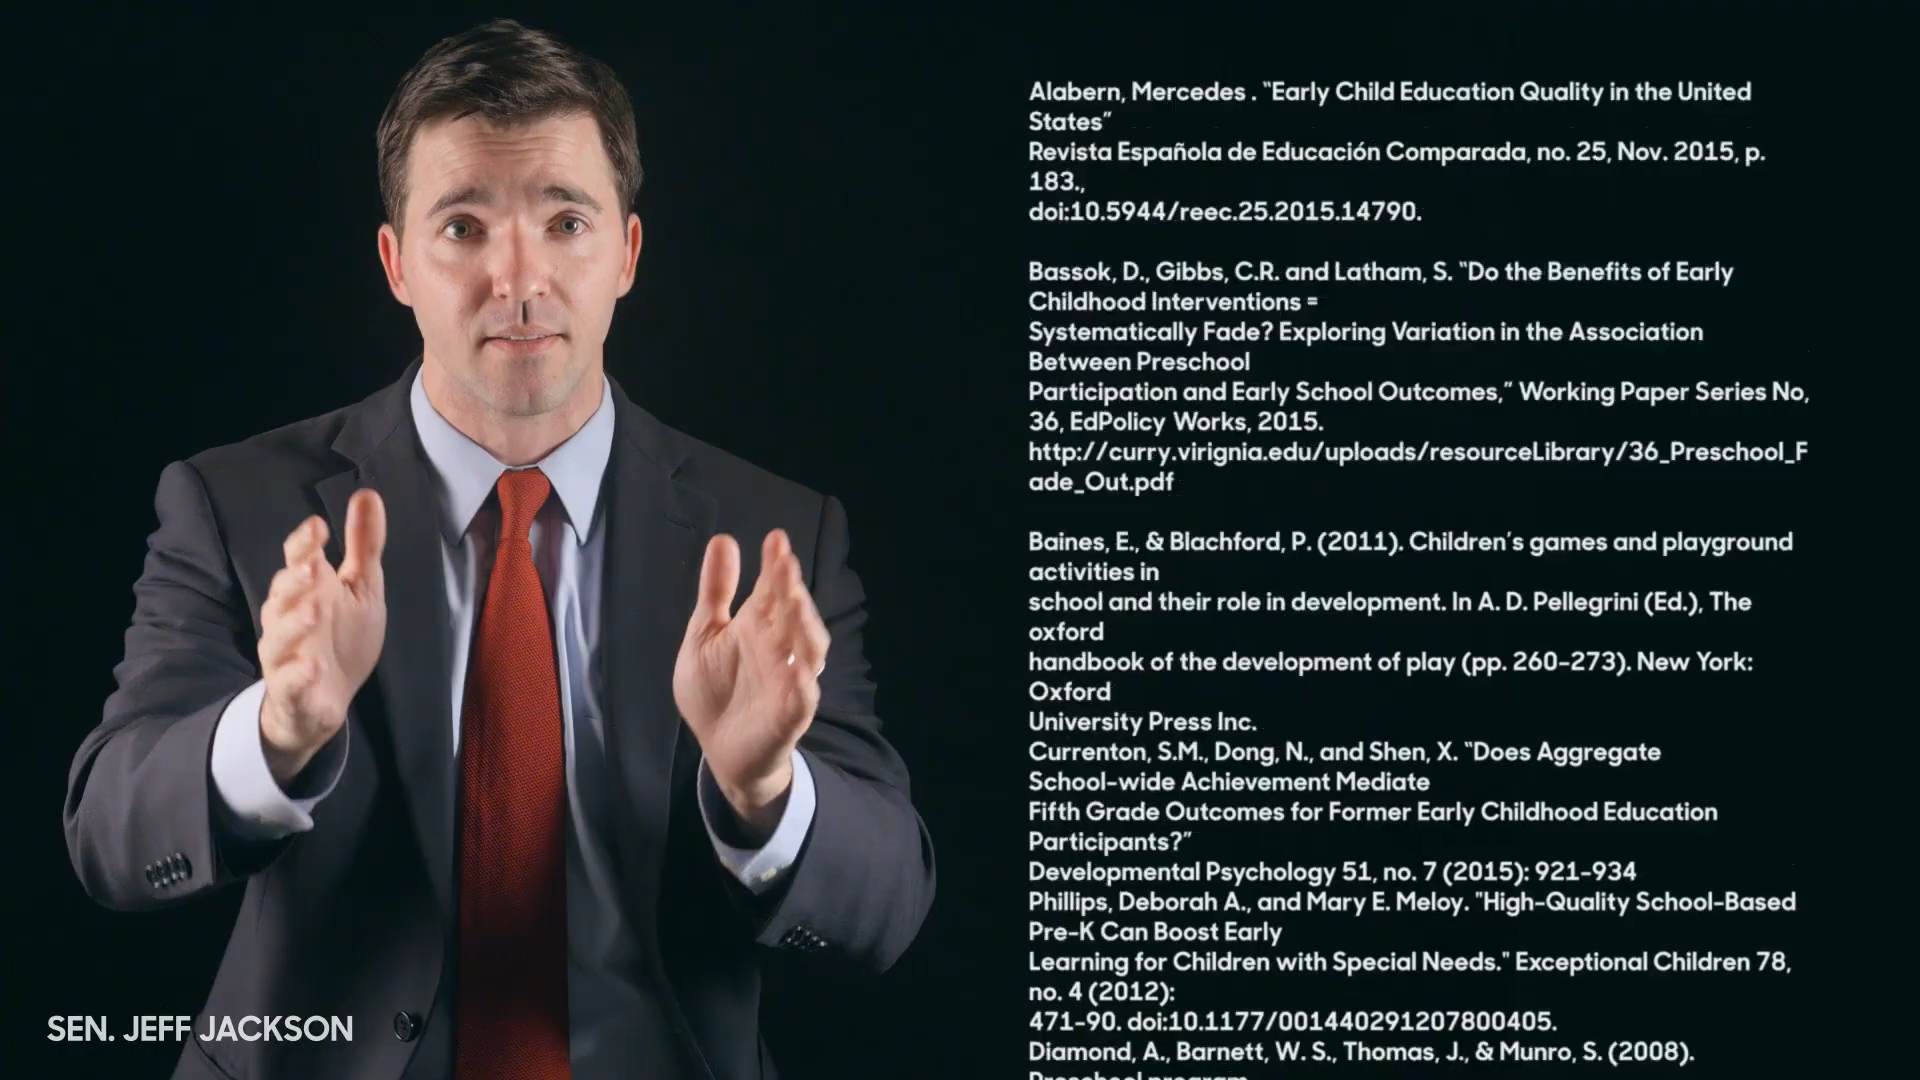 Alabern, Mercedes . “Early Child Education Quality in the United
States”
Revista Española de Educación Comparada, no. 25, Nov. 2015, p.
183.,
doi:10.5944/reec.25.2015.14790.
Bassok, D., Gibbs, C.R. and Latham, S. “Do the Benefits of Early
Childhood Interventions =
Systematically Fade? Exploring Variation in the Association
Between Preschool
Participation and Early School Outcomes,” Working Paper Series No,
36, EdPolicy Works, 2015.
http://curry.virignia.edu/uploads/resourceLibrary/36_Preschool_F
ade_Out.pdf
Baines, E., & Blachford, P. (2011). Children’s games and playground
activities in
school and their role in development. In A. D. Pellegrini (Ed.), The
oxford
handbook of the development of play (pp. 260-273). New York:
Oxford
University Press Inc.
Currenton, S.M., Dong, N., and Shen, X. “Does Aggregate
School-wide Achievement Mediate
Fifth Grade Outcomes for Former Early Childhood Education
Participants?”
Developmental Psychology 51, no. 7 (2015): 921-934
Phillips, Deborah A., and Mary E. Meloy. "High-Quality School-Based
Pre-K Can Boost Early
Learning for Children with Special Needs." Exceptional Children 78,
no. 4 (2012):
471-90. doi:10.1177/001440291207800405.
Diamond, A., Barnett, W. S., Thomas, J., & Munro, S. (2008).
Preschool program
SEN. JEFF JACKSON